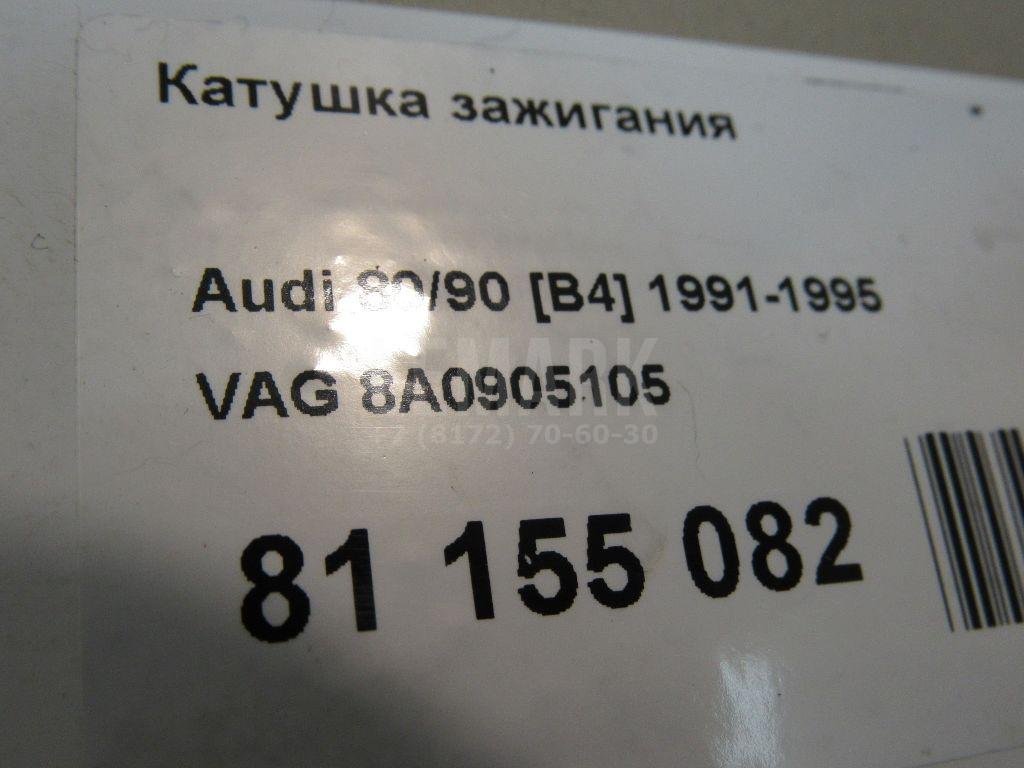 Катушка зажигания
Audi 80/90 [B4] 1991-1995
VAG 8A0905105
+7 (8172) 70-60-30
81 155 082